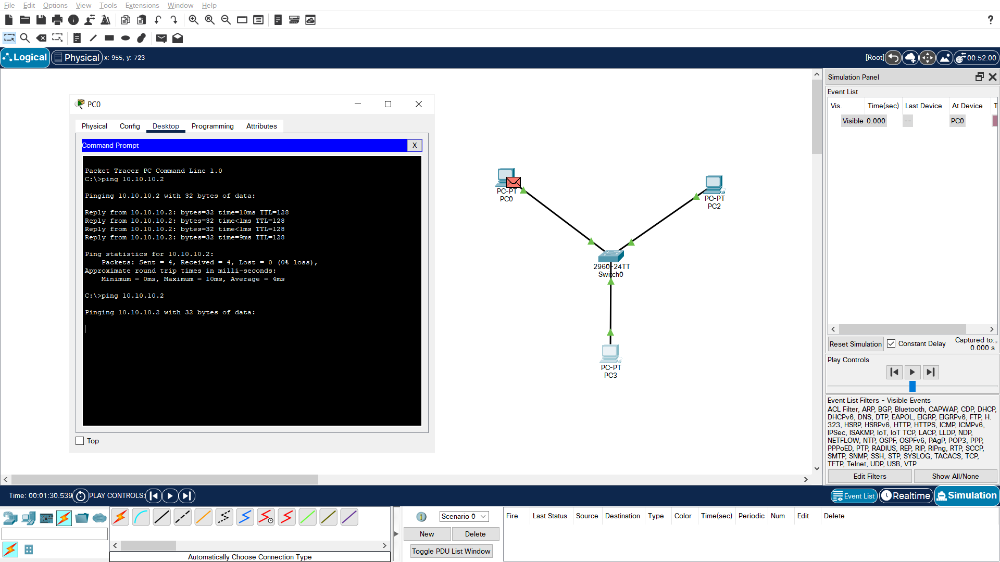 File Edit Options View Tools Extensions Window Help
?
Logical Physical x: 955, y: 723
[Root] 00:52:00
PC0
Physical Config Desktop Programming Attributes
Command Prompt X
Packet Tracer PC Command Line 1.0
C:\>ping 10.10.10.2
Pinging 10.10.10.2 with 32 bytes of data:
Reply from 10.10.10.2: bytes=32 time=10ms TTL=128
Reply from 10.10.10.2: bytes=32 time<1ms TTL=128
Reply from 10.10.10.2: bytes=32 time<1ms TTL=128
Reply from 10.10.10.2: bytes=32 time=9ms TTL=128
Ping statistics for 10.10.10.2:
Packets: Sent = 4, Received = 4, Lost = 0 (0% loss),
Approximate round trip times in milli-seconds:
Minimum = 0ms, Maximum = 10ms, Average = 4ms
C:\>ping 10.10.10.2
Pinging 10.10.10.2 with 32 bytes of data:
Top
PC-PT
PC0
PC-PT
PC2
2960-24TT
Switch0
PC-PT
PC3
Simulation Panel
Event List
Vis. Time(sec) Last Device At Device T
Visible 0.000 -- PC0
Reset Simulation Constant Delay
Captured to:
0.000 s
Play Controls
Event List Filters - Visible Events
ACL Filter, ARP, BGP, Bluetooth, CAPWAP, CDP, DHCP,
DHCPv6, DNS, DTP, EAPOL, EIGRP, EIGRPv6, FTP, H.
323, HSRP, HSRPv6, HTTP, HTTPS, ICMP, ICMPv6,
IPSec, ISAKMP, IoT, IoT TCP, LACP, LLDP, NDP,
NETFLOW, NTP, OSPF, OSPFv6, PAgP, POP3, PPP,
PPPoED, PTP, RADIUS, REP, RIP, RIPng, RTP, SCCP,
SMTP, SNMP, SSH, STP, SYSLOG, TACACS, TCP,
TFTP, Telnet, UDP, USB, VTP
Edit Filters Show All/None
Time: 00:01:30.539 PLAY CONTROLS:
Event List Realtime Simulation
Automatically Choose Connection Type
Scenario 0
New Delete
Toggle PDU List Window
Fire Last Status Source Destination Type Color Time(sec) Periodic Num Edit Delete